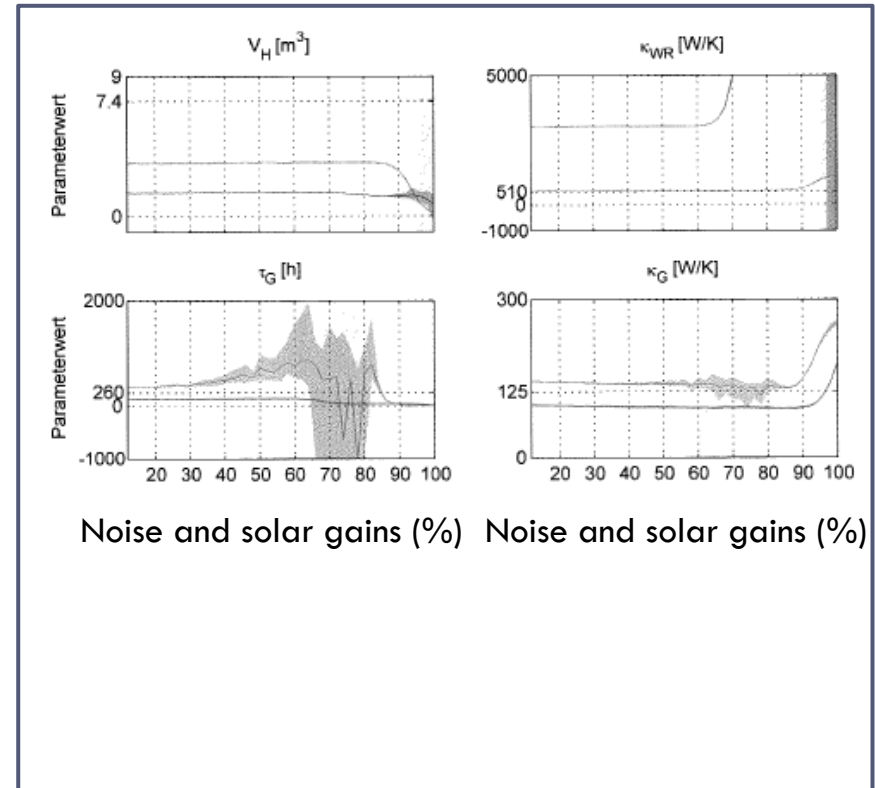 V_H [m³]
9
7.4
0
Parameterwert
κ_WR [W/K]
5000
510
0
-1000
τ_G [h]
2000
260
0
-1000
Parameterwert
20 30 40 50 60 70 80 90 100
κ_G [W/K]
300
125
0
20 30 40 50 60 70 80 90 100
Noise and solar gains (%)
Noise and solar gains (%)